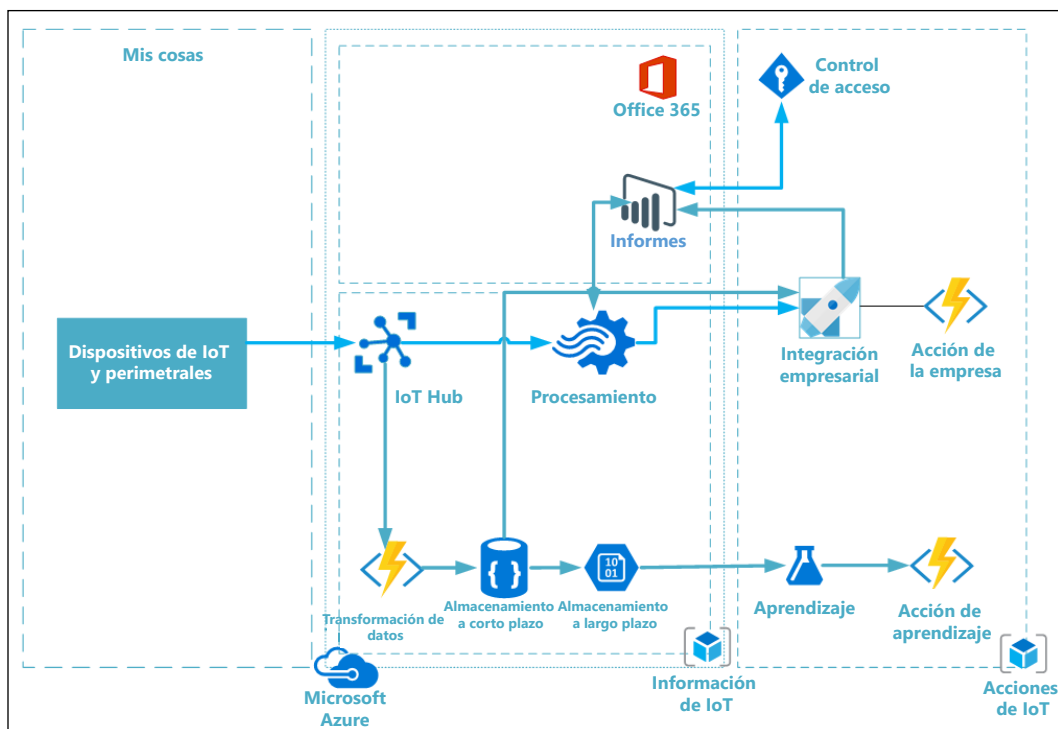 Mis cosas
Office 365
Control
de acceso
Informes
Dispositivos de IoT
y perimetrales
IoT Hub
Procesamiento
Integración
empresarial
Acción de
la empresa
Transformación de
datos
Almacenamiento
a corto plazo
Almacenamiento
a largo plazo
10
01
Aprendizaje
Acción de
aprendizaje
Microsoft
Azure
Información
de IoT
Acciones
de IoT